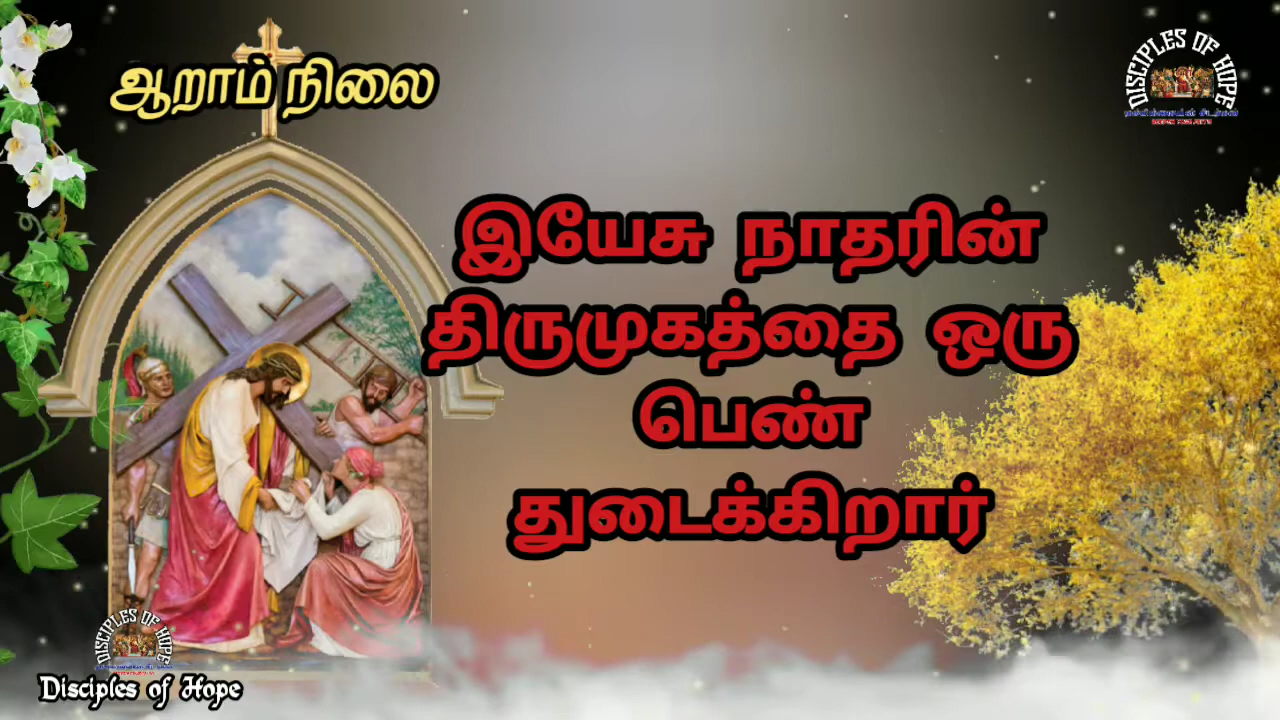 ஆறாம் நிலை
DISCIPLES OF HOPE
இயேசு நாதரின்
திருமுகத்தை ஒரு
பெண்
துடைக்கிறார்
DISCIPLES OF HOPE
Disciples of Hope